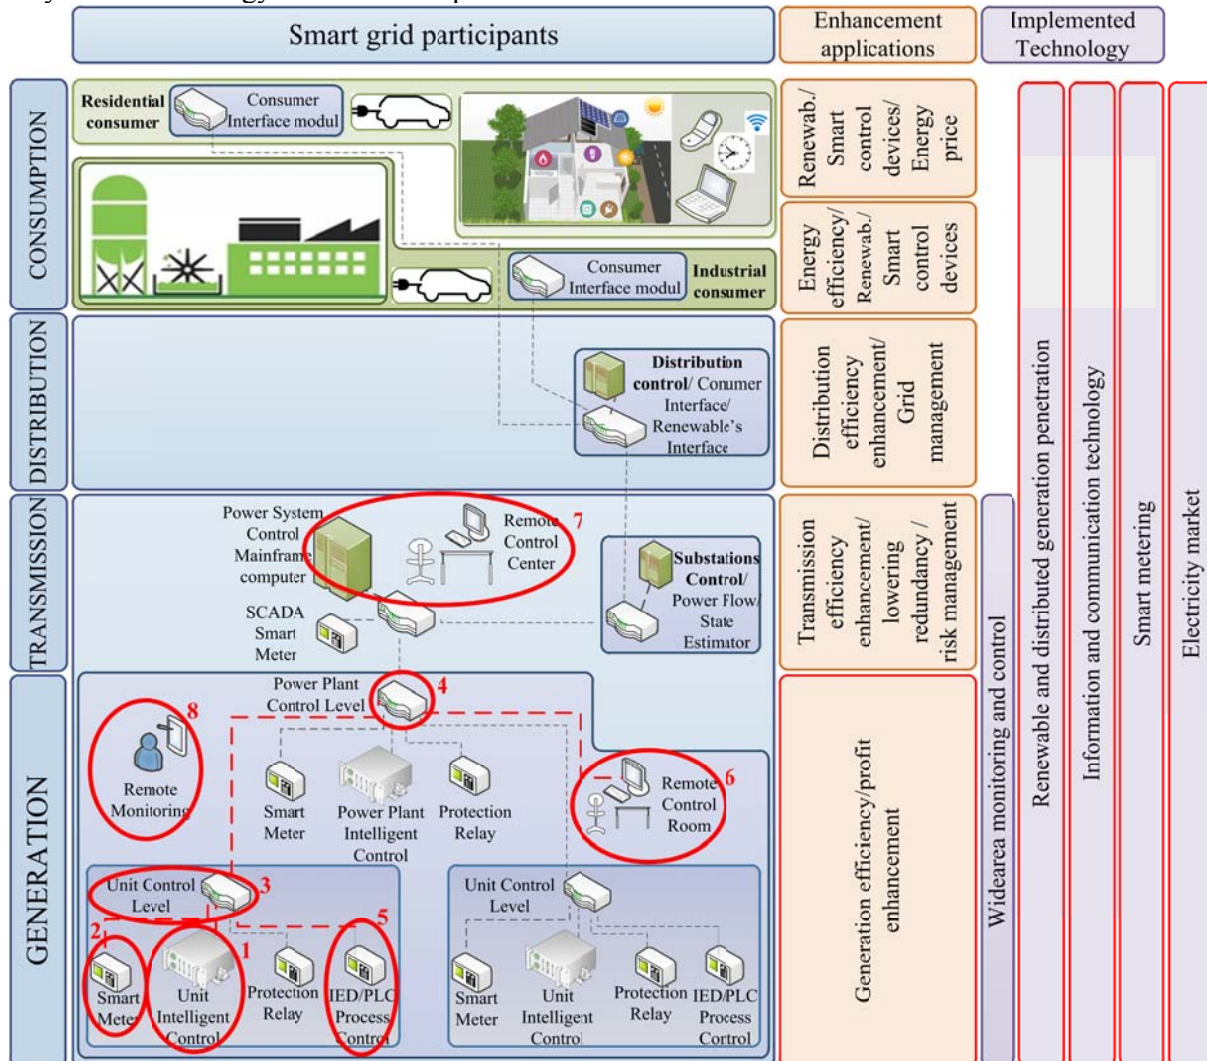 Smart grid participants
Enhancement
applications
Implemented
Technology
CONSUMPTION
Residential
consumer
Consumer
Interface modul
Renewab./
Smart
control
devices/
Energy
price
Consumer
Interface modul
Industrial
consumer
Energy
efficiency/
Renewab./
Smart
control
devices
DISTRIBUTION
Distribution
control/ Conumer
Interface/
Renewable's
Interface
Distribution
efficiency
enhancement/
Grid
management
TRANSMISSION
Power System
Control
Mainframe
computer
Remote
Control
Center
7
SCADA
Smart
Meter
Substations
Control/
Power Flow/
State
Estimator
Transmission
efficiency
enhancement/
lowering
redundancy /
risk management
GENERATION
Power Plant
Control Level
4
8
Remote
Monitoring
Smart
Meter
Power Plant
Intelligent
Control
Protection
Relay
6
Remote
Control
Room
Unit Control
Level
3
2
Smart
Meter
1
Unit
Intelligent
Control
Protection
Relay
5
IED/PLC
Process
Control
Unit Control
Level
Smart
Meter
Unit
Intelligent
Control
Protection
Relay
IED/PLC
Process
Control
Generation efficiency/profit
enhancement
Widearea monitoring and control
Renewable and distributed generation penetration
Information and communication technology
Smart metering
Electricity market